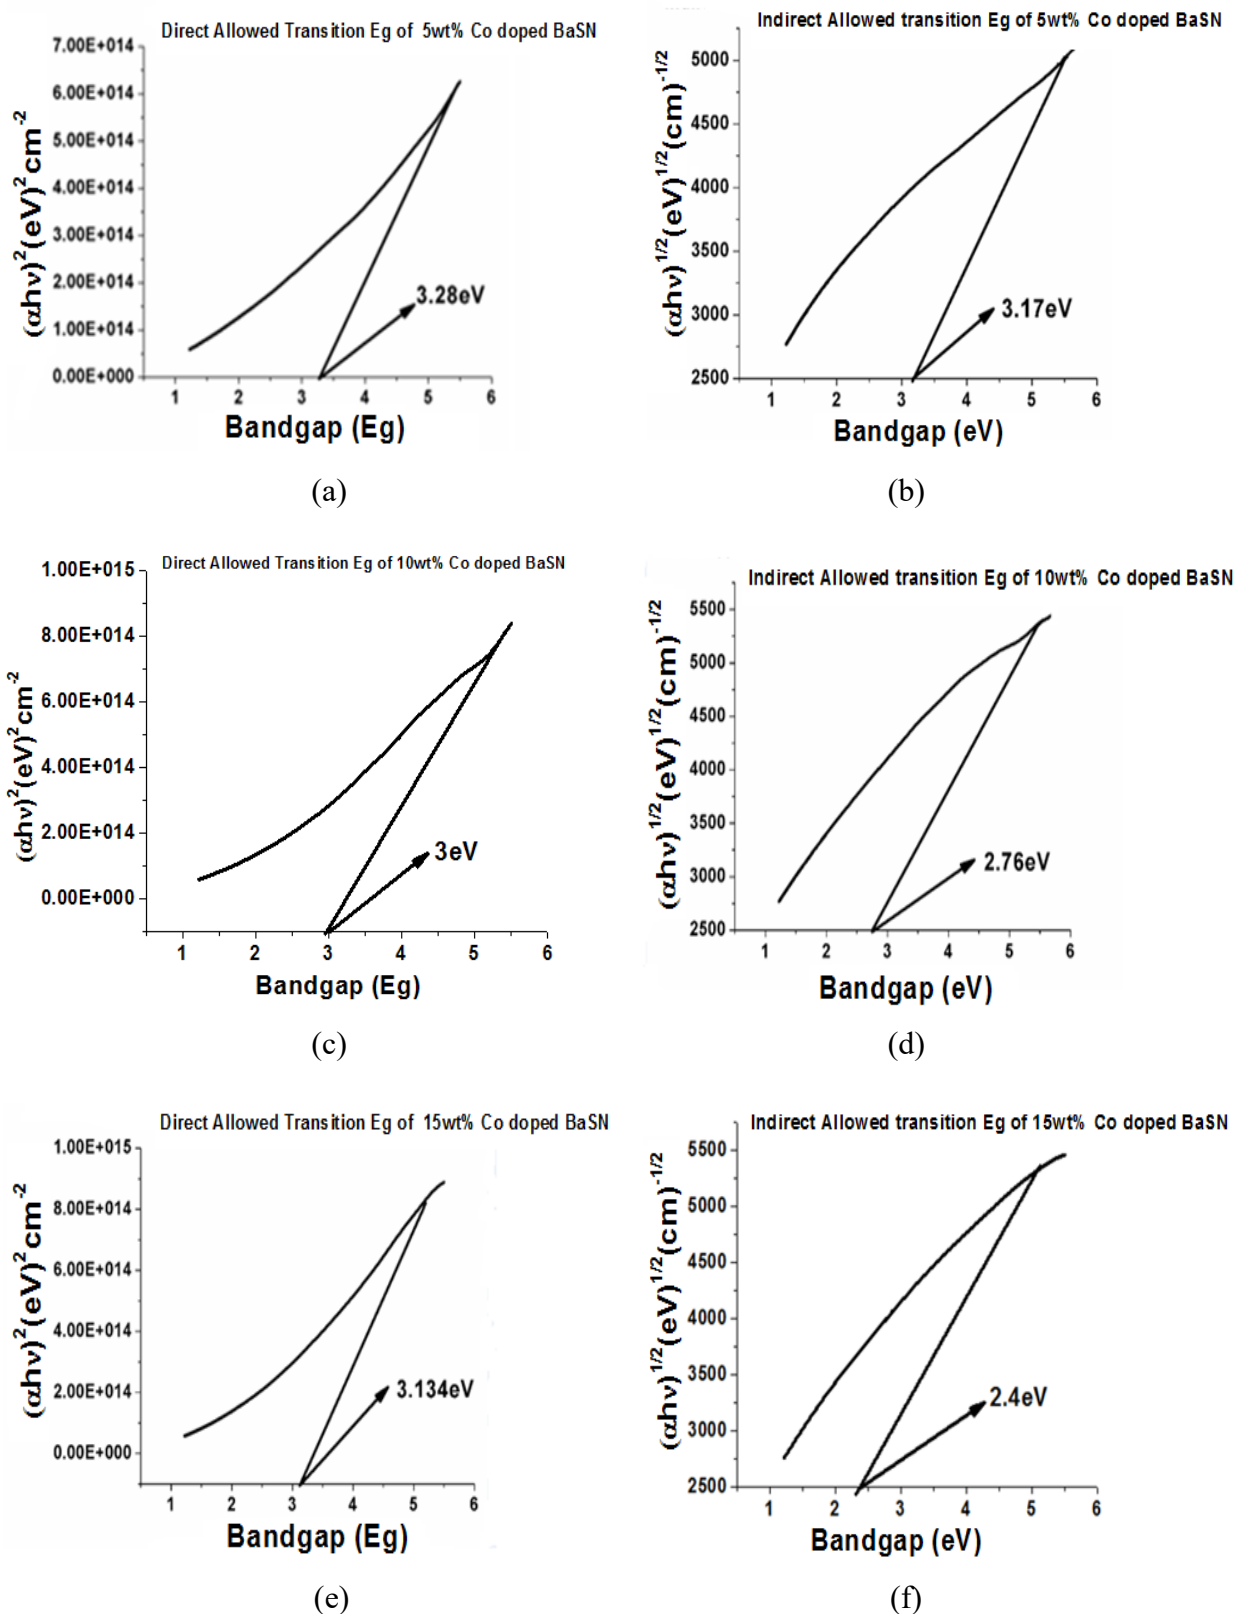 Direct Allowed Transition Eg of 5wt% Co doped BaSN
7.00E+014
6.00E+014
5.00E+014
4.00E+014
3.00E+014
2.00E+014
1.00E+014
0.00E+000
(αhν)²(eV)²cm⁻²
3.28eV
1 2 3 4 5 6
Bandgap (Eg)
(a)
Indirect Allowed transition Eg of 5wt% Co doped BaSN
5000
4500
4000
3500
3000
2500
(αhν)^1/2(eV)^1/2(cm)^-1/2
3.17eV
1 2 3 4 5 6
Bandgap (eV)
(b)
Direct Allowed Transition Eg of 10wt% Co doped BaSN
1.00E+015
8.00E+014
6.00E+014
4.00E+014
2.00E+014
0.00E+000
(αhν)²(eV)²cm⁻²
3eV
1 2 3 4 5 6
Bandgap (Eg)
(c)
Indirect Allowed transition Eg of 10wt% Co doped BaSN
5500
5000
4500
4000
3500
3000
2500
(αhν)^1/2(eV)^1/2(cm)^-1/2
2.76eV
1 2 3 4 5 6
Bandgap (eV)
(d)
Direct Allowed Transition Eg of 15wt% Co doped BaSN
1.00E+015
8.00E+014
6.00E+014
4.00E+014
2.00E+014
0.00E+000
(αhν)²(eV)²cm⁻²
3.134eV
1 2 3 4 5 6
Bandgap (Eg)
(e)
Indirect Allowed transition Eg of 15wt% Co doped BaSN
5500
5000
4500
4000
3500
3000
2500
(αhν)^1/2(eV)^1/2(cm)^-1/2
2.4eV
1 2 3 4 5 6
Bandgap (eV)
(f)